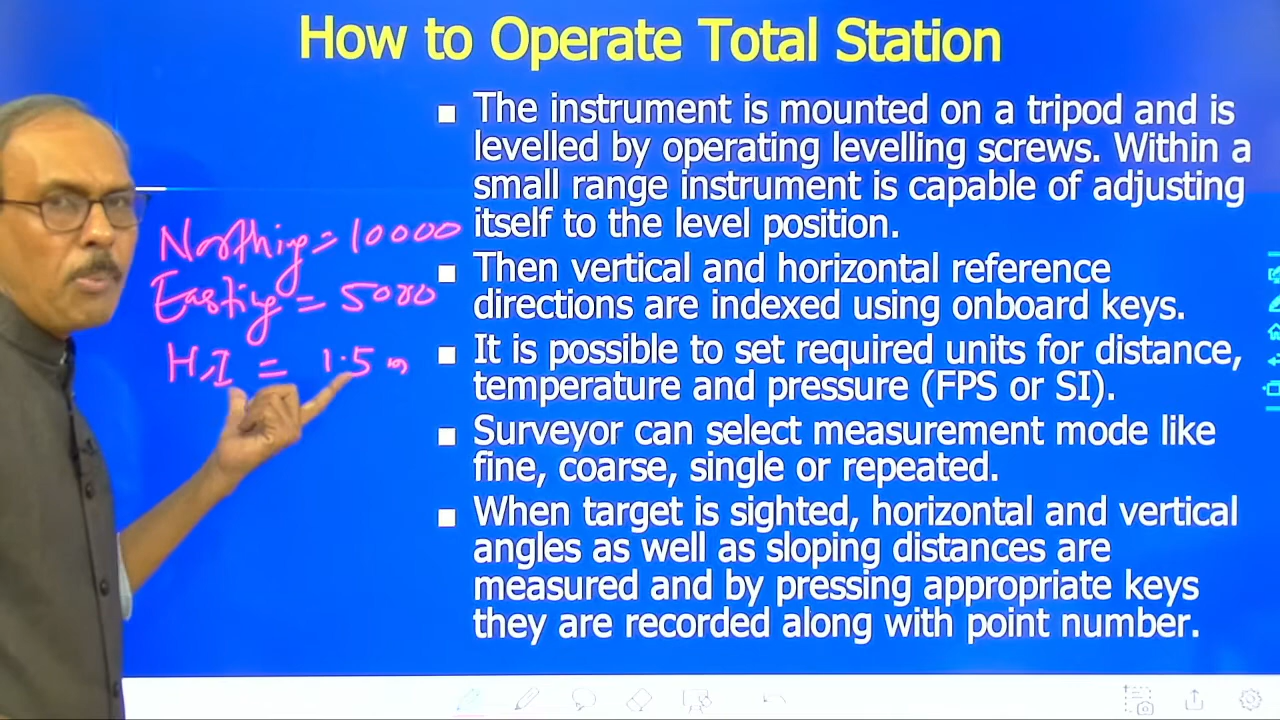 How to Operate Total Station
▪ The instrument is mounted on a tripod and is
levelled by operating levelling screws. Within a
small range instrument is capable of adjusting
itself to the level position.
▪ Then vertical and horizontal reference
directions are indexed using onboard keys.
▪ It is possible to set required units for distance,
temperature and pressure (FPS or SI).
▪ Surveyor can select measurement mode like
fine, coarse, single or repeated.
▪ When target is sighted, horizontal and vertical
angles as well as sloping distances are
measured and by pressing appropriate keys
they are recorded along with point number.
Northing = 10000
Easting = 5000
H.I = 1.5 m